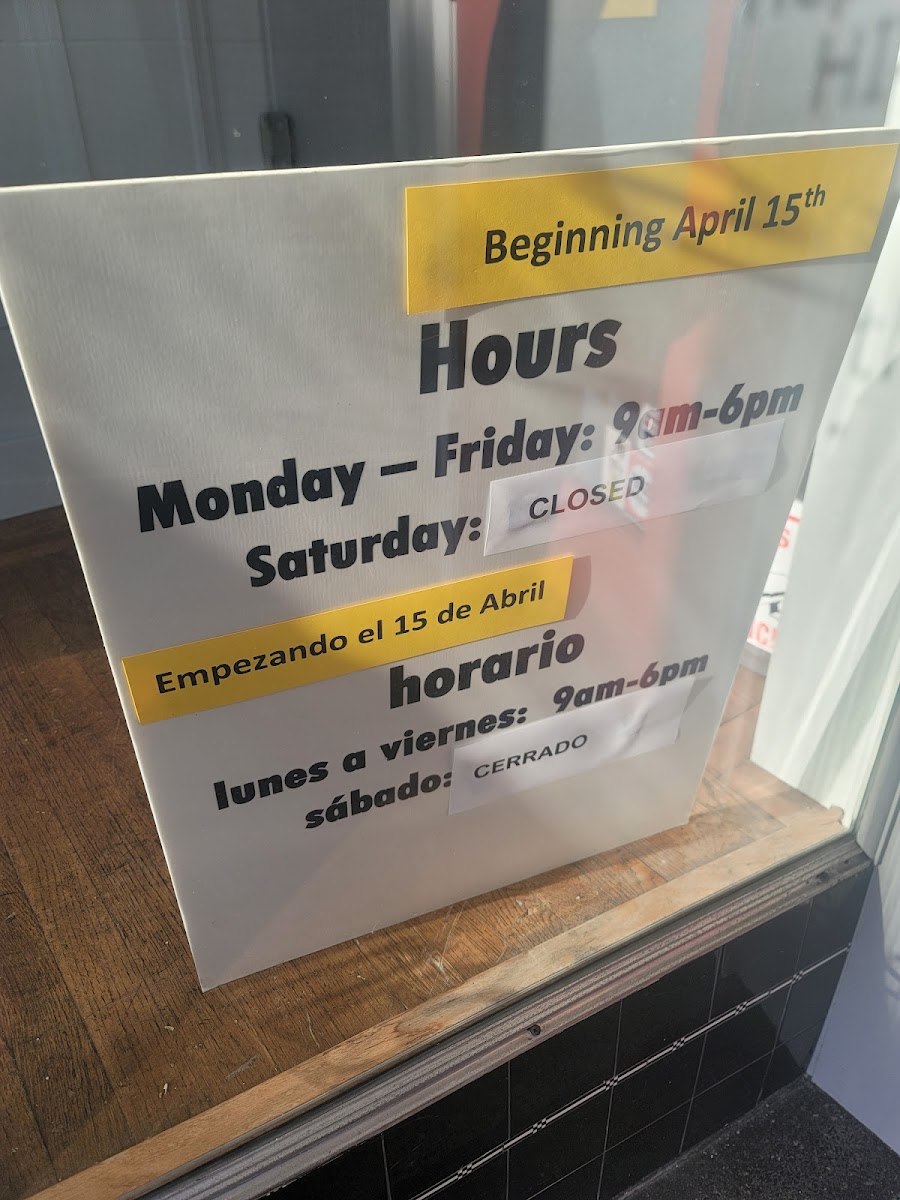 Beginning April 15th
Hours
Monday – Friday: 9am-6pm
Saturday: CLOSED
Empezando el 15 de Abril
horario
lunes a viernes: 9am-6pm
sábado: CERRADO